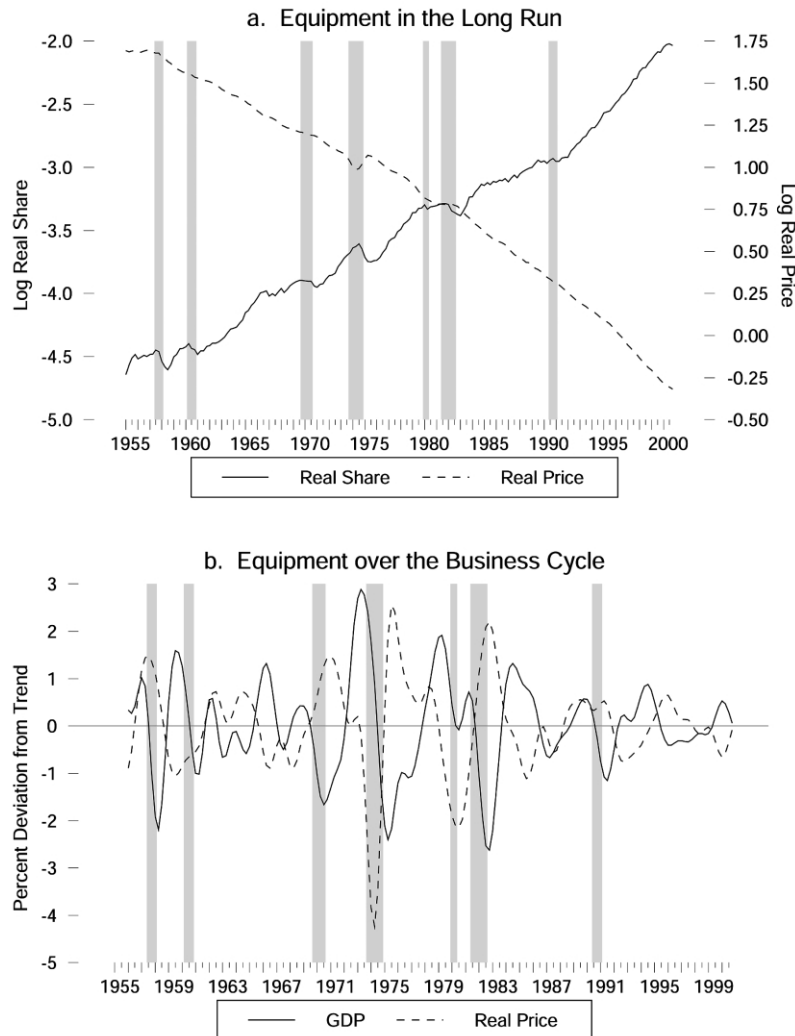 a. Equipment in the Long Run
Log Real Share
-2.0
-2.5
-3.0
-3.5
-4.0
-4.5
-5.0
1.75
1.50
1.25
1.00
0.75
0.50
0.25
0.00
-0.25
-0.50
Log Real Price
1955 1960 1965 1970 1975 1980 1985 1990 1995 2000
Real Share Real Price
b. Equipment over the Business Cycle
Percent Deviation from Trend
3
2
1
0
-1
-2
-3
-4
-5
1955 1959 1963 1967 1971 1975 1979 1983 1987 1991 1995 1999
GDP Real Price